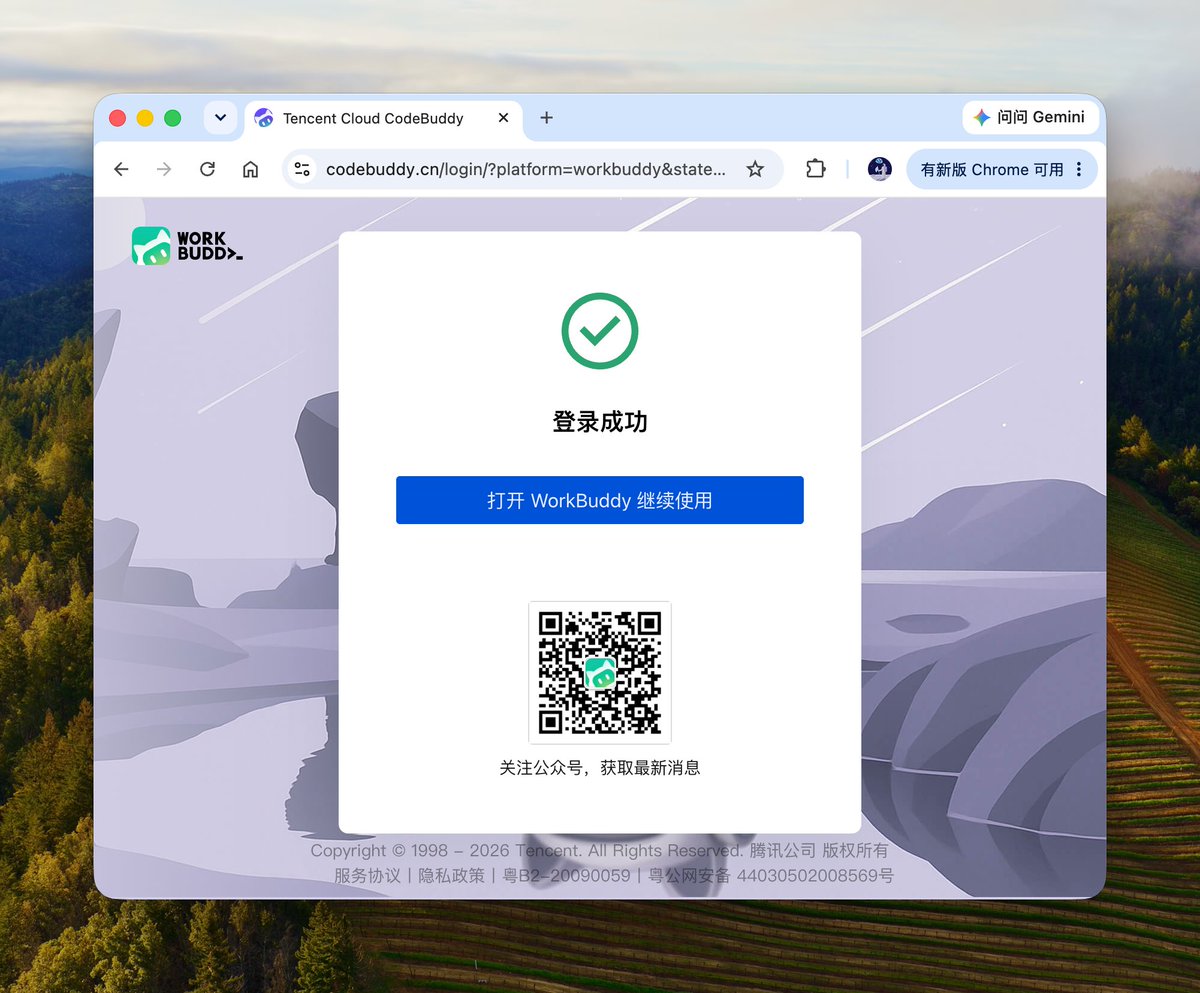 Tencent Cloud CodeBuddy
问问 Gemini
codebuddy.cn/login/?platform=workbuddy&state...
有新版 Chrome 可用
WORK
BUDD>_
登录成功
打开 WorkBuddy 继续使用
关注公众号，获取最新消息
Copyright © 1998 – 2026 Tencent. All Rights Reserved. 腾讯公司 版权所有
服务协议 | 隐私政策 | 粤B2-20090059 | 粤公网安备 44030502008569号